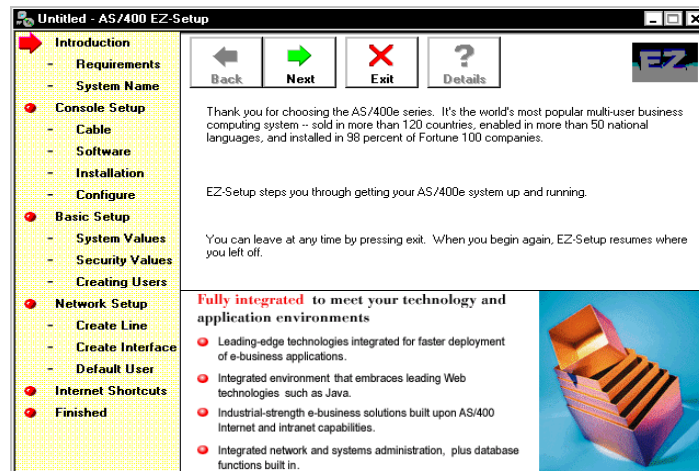 Untitled - AS/400 EZ-Setup
Introduction
- Requirements
- System Name
Console Setup
- Cable
- Software
- Installation
- Configure
Basic Setup
- System Values
- Security Values
- Creating Users
Network Setup
- Create Line
- Create Interface
- Default User
Internet Shortcuts
Finished
Back
Next
Exit
?
Details
EZ
Thank you for choosing the AS/400e series. It's the world's most popular multi-user business
computing system -- sold in more than 120 countries, enabled in more than 50 national
languages, and installed in 98 percent of Fortune 100 companies.
EZ-Setup steps you through getting your AS/400e system up and running.
You can leave at any time by pressing exit. When you begin again, EZ-Setup resumes where
you left off.
Fully integrated to meet your technology and
application environments
Leading-edge technologies integrated for faster deployment
of e-business applications.
Integrated environment that embraces leading Web
technologies such as Java.
Industrial-strength e-business solutions built upon AS/400
Internet and intranet capabilities.
Integrated network and systems administration, plus database
functions built in.